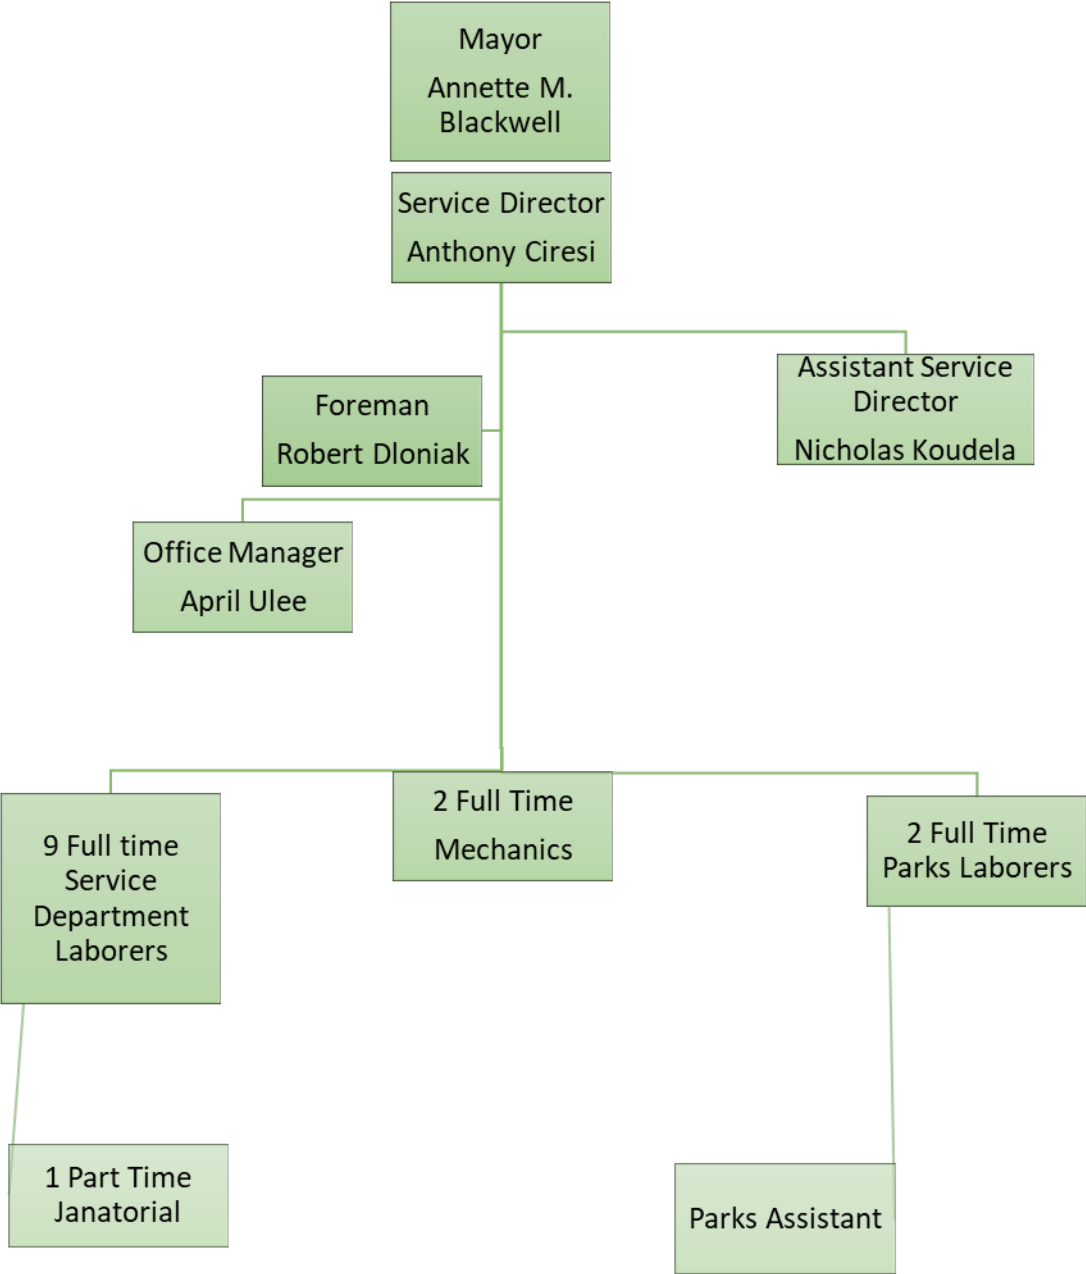 Mayor
Annette M.
Blackwell
Service Director
Anthony Ciresi
Assistant Service
Director
Nicholas Koudela
Foreman
Robert Dloniak
Office Manager
April Ulee
9 Full time
Service
Department
Laborers
2 Full Time
Mechanics
2 Full Time
Parks Laborers
1 Part Time
Janatorial
Parks Assistant